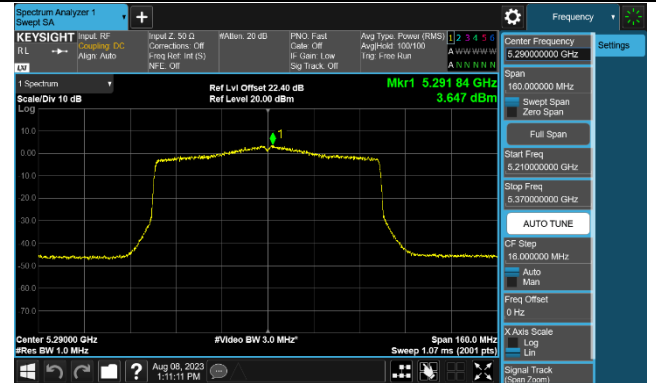 Spectrum Analyzer 1
Swept SA
+
Frequency
KEYSIGHT
RL
LXI
Input: RF
Coupling: DC
Align: Auto
Input Z: 50 Ω
Corrections: Off
Freq Ref: Int (S)
NFE: Off
#Atten: 20 dB
PNO: Fast
Gate: Off
IF Gain: Low
Sig Track: Off
Avg Type: Power (RMS)
Avg|Hold: 100/100
Trig: Free Run
1 2 3 4 5 6
A W W W W W
A N N N N N
1 Spectrum
Scale/Div 10 dB
Log
Ref Lvl Offset 22.40 dB
Ref Level 20.00 dBm
Mkr1 5.291 84 GHz
3.647 dBm
1
10.0
0.00
-10.0
-20.0
-30.0
-40.0
-50.0
-60.0
-70.0
Center 5.29000 GHz
#Res BW 1.0 MHz
#Video BW 3.0 MHz*
Span 160.0 MHz
Sweep 1.07 ms (2001 pts)
Center Frequency
5.290000000 GHz
Settings
Span
160.000000 MHz
Swept Span
Zero Span
Full Span
Start Freq
5.210000000 GHz
Stop Freq
5.370000000 GHz
AUTO TUNE
CF Step
16.000000 MHz
Auto
Man
Freq Offset
0 Hz
X Axis Scale
Log
Lin
Signal Track
(Span Zoom)
?
Aug 08, 2023
1:11:11 PM